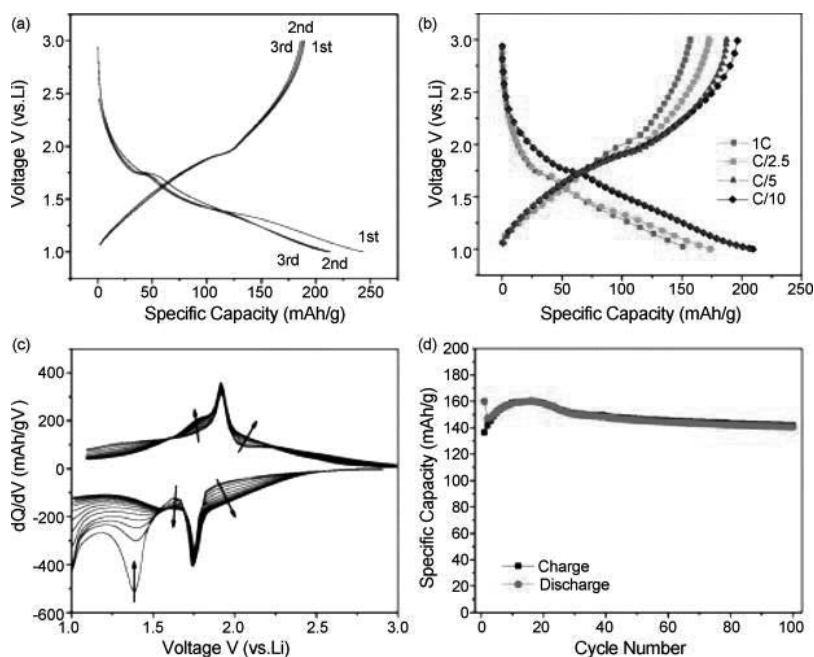 (a)
2nd
3rd 1st
3.0
2.5
2.0
1.5
1.0
Voltage V (vs.Li)
1st
3rd 2nd
0 50 100 150 200 250
Specific Capacity (mAh/g)
(b)
3.0
2.5
2.0
1.5
1.0
Voltage V (vs.Li)
1C
C/2.5
C/5
C/10
0 50 100 150 200 250
Specific Capacity (mAh/g)
(c)
400
200
0
-200
-400
-600
dQ/dV (mAh/gV)
1.0 1.5 2.0 2.5 3.0
Voltage V (vs.Li)
(d)
200
180
160
140
120
100
80
60
40
20
0
Specific Capacity (mAh/g)
Charge
Discharge
0 20 40 60 80 100
Cycle Number